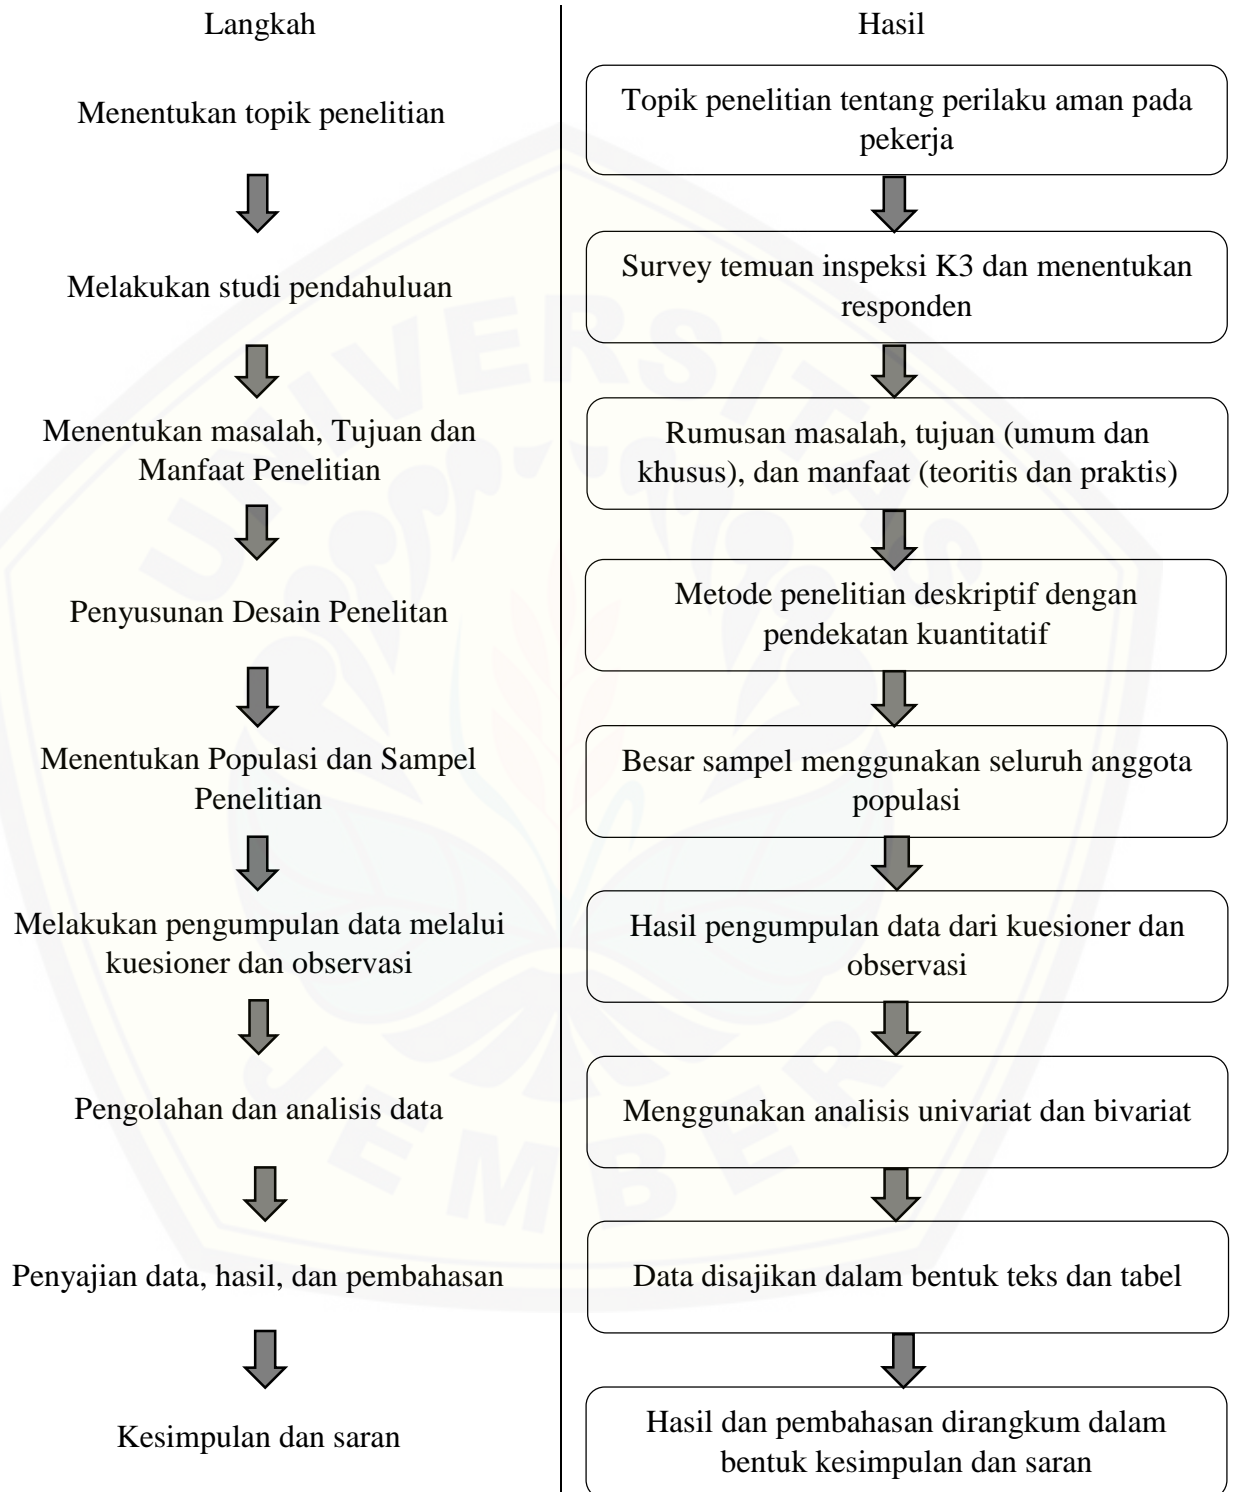 Langkah
Hasil
Menentukan topik penelitian
Topik penelitian tentang perilaku aman pada
pekerja
Melakukan studi pendahuluan
Survey temuan inspeksi K3 dan menentukan
responden
Menentukan masalah, Tujuan dan
Manfaat Penelitian
Rumusan masalah, tujuan (umum dan
khusus), dan manfaat (teoritis dan praktis)
Penyusunan Desain Penelitan
Metode penelitian deskriptif dengan
pendekatan kuantitatif
Menentukan Populasi dan Sampel
Penelitian
Besar sampel menggunakan seluruh anggota
populasi
Melakukan pengumpulan data melalui
kuesioner dan observasi
Hasil pengumpulan data dari kuesioner dan
observasi
Pengolahan dan analisis data
Menggunakan analisis univariat dan bivariat
Penyajian data, hasil, dan pembahasan
Data disajikan dalam bentuk teks dan tabel
Kesimpulan dan saran
Hasil dan pembahasan dirangkum dalam
bentuk kesimpulan dan saran
UNIVERSITAS
JEMBER